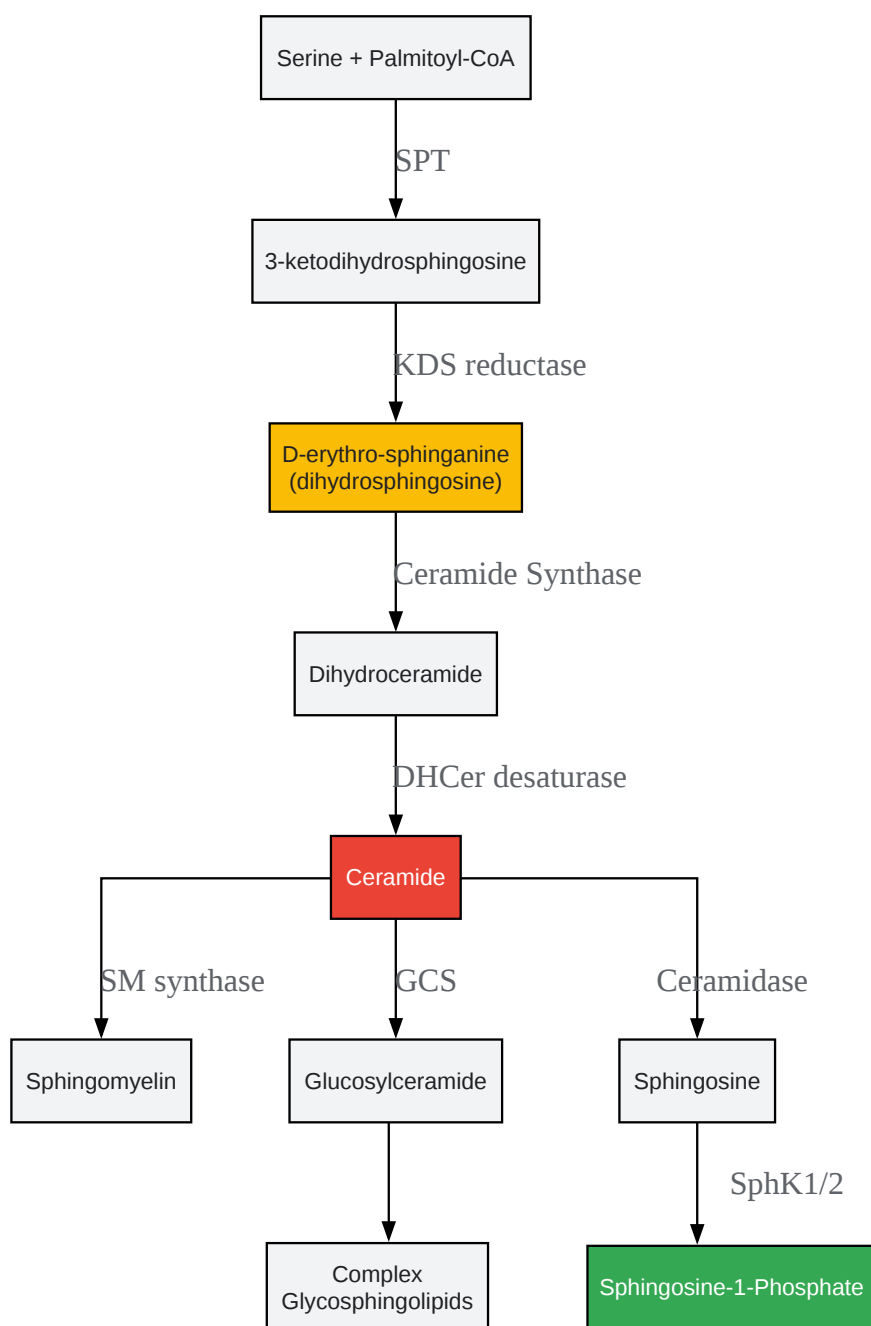 Serine + Palmitoyl-CoA
SPT
3-ketodihydrosphingosine
KDS reductase
D-erythro-sphinganine
(dihydrosphingosine)
Ceramide Synthase
Dihydroceramide
DHCer desaturase
Ceramide
SM synthase
GCS
Ceramidase
Sphingomyelin
Glucosylceramide
Sphingosine
SphK1/2
Complex
Glycosphingolipids
Sphingosine-1-Phosphate